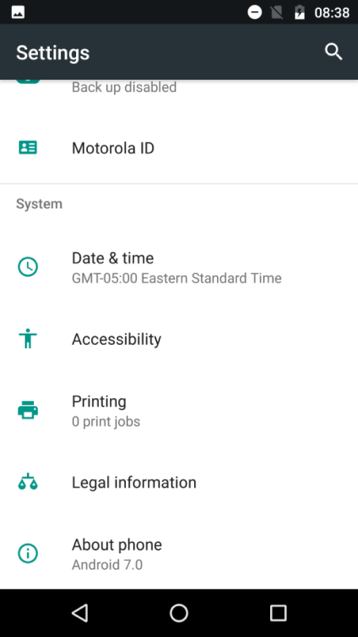 08:38
Settings
Back up disabled
Motorola ID
System
Date & time
GMT-05:00 Eastern Standard Time
Accessibility
Printing
0 print jobs
Legal information
About phone
Android 7.0